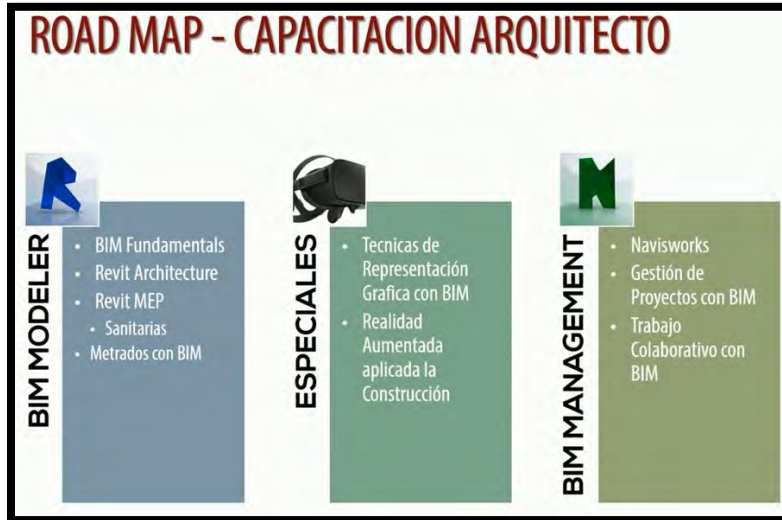 ROAD MAP - CAPACITACION ARQUITECTO
BIM MODELER
• BIM Fundamentals
• Revit Architecture
• Revit MEP
• Sanitarias
• Metrados con BIM
ESPECIALES
• Tecnicas de
Representación
Grafica con BIM
• Realidad
Aumentada
aplicada la
Construcción
BIM MANAGEMENT
• Navisworks
• Gestión de
Proyectos con BIM
• Trabajo
Colaborativo con
BIM